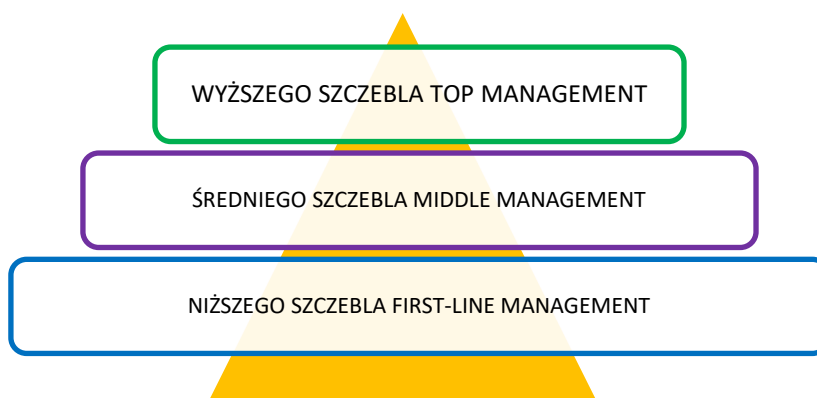 WYŻSZEGO SZCZEBLA TOP MANAGEMENT
ŚREDNIEGO SZCZEBLA MIDDLE MANAGEMENT
NIŻSZEGO SZCZEBLA FIRST-LINE MANAGEMENT